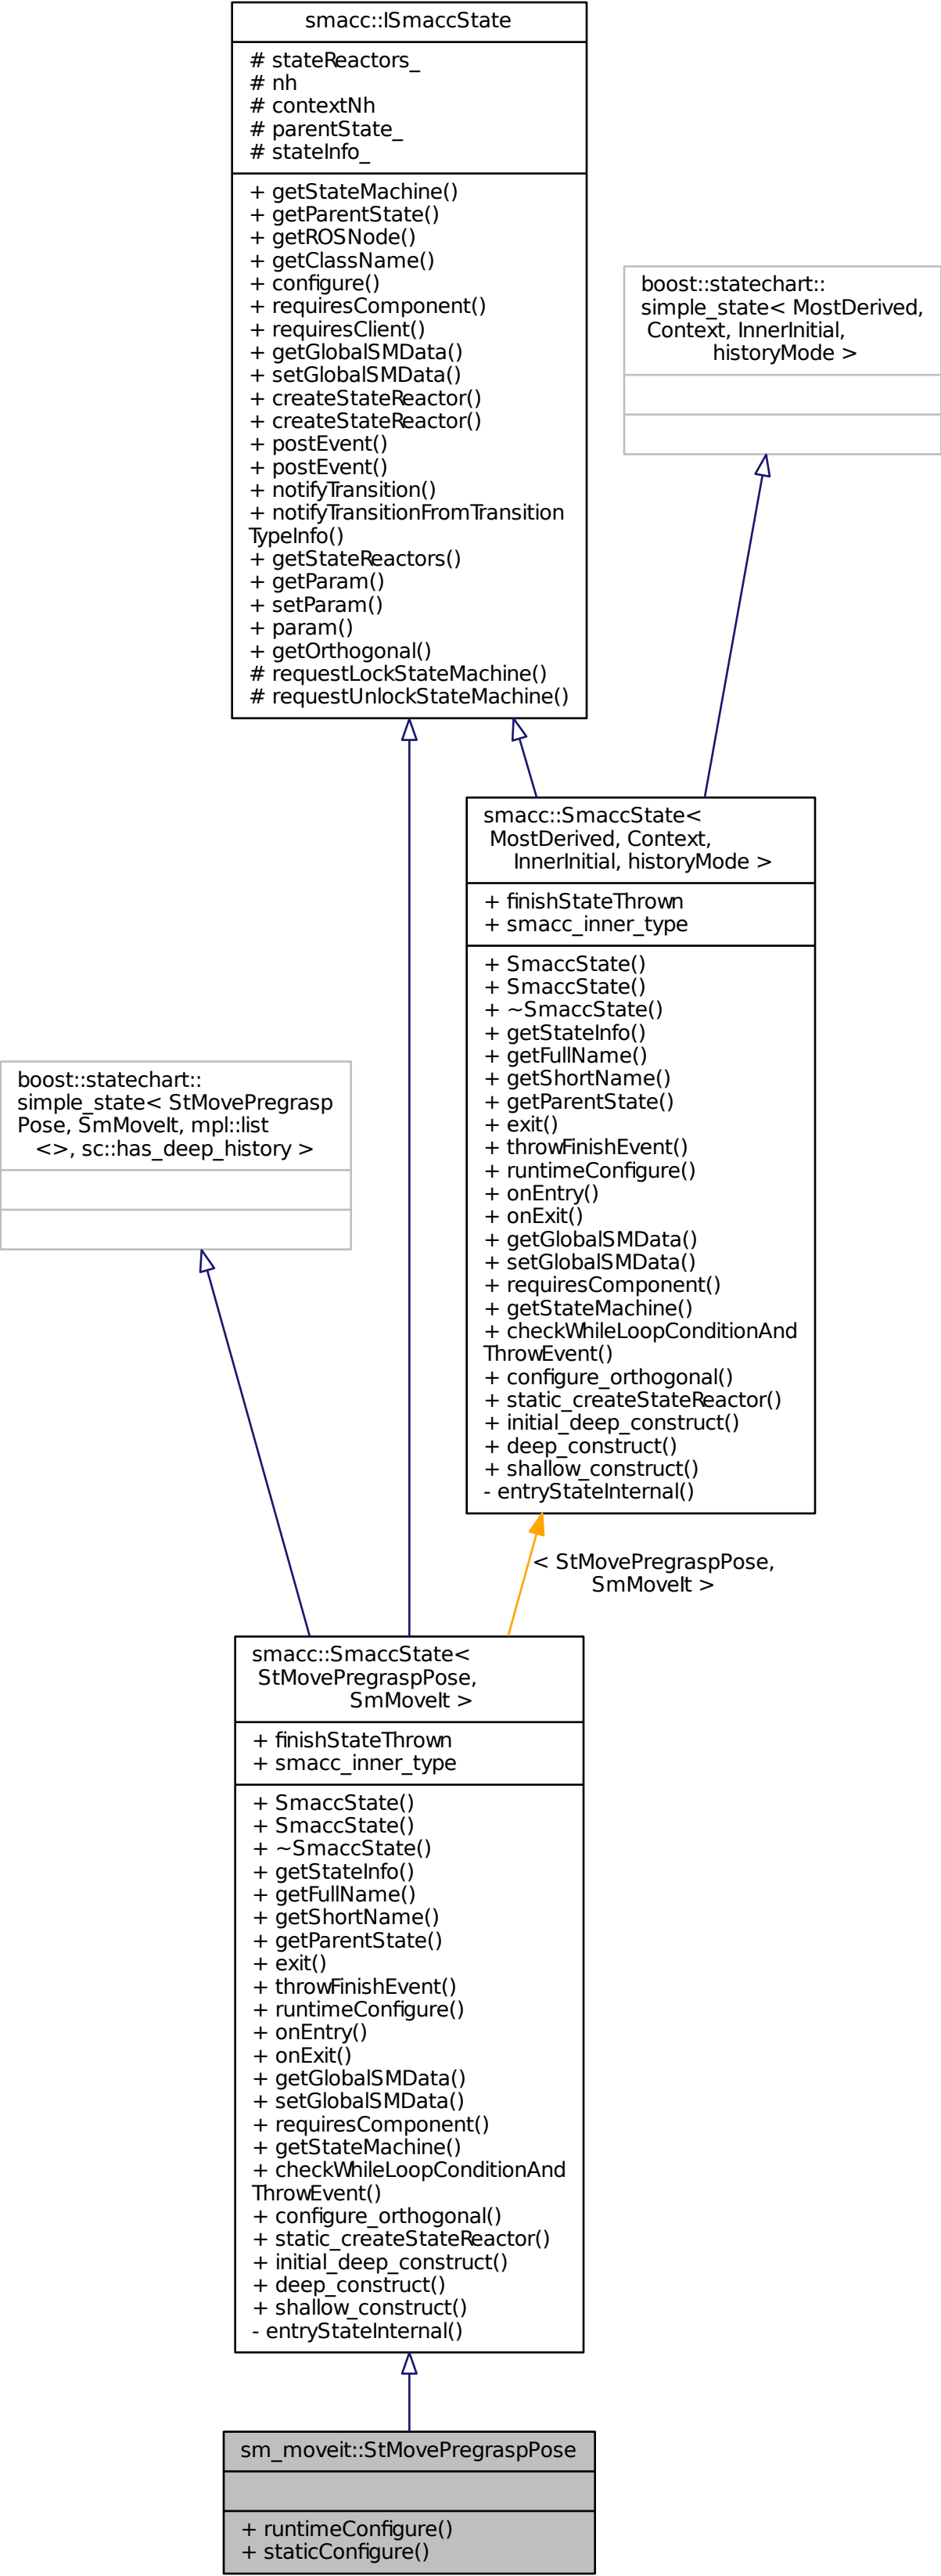 smacc::ISmaccState
# stateReactors_
# nh
# contextNh
# parentState_
# stateInfo_
+ getStateMachine()
+ getParentState()
+ getROSNode()
+ getClassName()
+ configure()
+ requiresComponent()
+ requiresClient()
+ getGlobalSMData()
+ setGlobalSMData()
+ createStateReactor()
+ createStateReactor()
+ postEvent()
+ postEvent()
+ notifyTransition()
+ notifyTransitionFromTransition
TypeInfo()
+ getStateReactors()
+ getParam()
+ setParam()
+ param()
+ getOrthogonal()
# requestLockStateMachine()
# requestUnlockStateMachine()
boost::statechart::
simple_state< MostDerived,
Context, InnerInitial,
historyMode >
smacc::SmaccState<
MostDerived, Context,
InnerInitial, historyMode >
+ finishStateThrown
+ smacc_inner_type
+ SmaccState()
+ SmaccState()
+ ~SmaccState()
+ getStateInfo()
+ getFullName()
+ getShortName()
+ getParentState()
+ exit()
+ throwFinishEvent()
+ runtimeConfigure()
+ onEntry()
+ onExit()
+ getGlobalSMData()
+ setGlobalSMData()
+ requiresComponent()
+ getStateMachine()
+ checkWhileLoopConditionAnd
ThrowEvent()
+ configure_orthogonal()
+ static_createStateReactor()
+ initial_deep_construct()
+ deep_construct()
+ shallow_construct()
- entryStateInternal()
boost::statechart::
simple_state< StMovePregrasp
Pose, SmMoveIt, mpl::list
<>, sc::has_deep_history >
< StMovePregraspPose,
SmMoveIt >
smacc::SmaccState<
StMovePregraspPose,
SmMoveIt >
+ finishStateThrown
+ smacc_inner_type
+ SmaccState()
+ SmaccState()
+ ~SmaccState()
+ getStateInfo()
+ getFullName()
+ getShortName()
+ getParentState()
+ exit()
+ throwFinishEvent()
+ runtimeConfigure()
+ onEntry()
+ onExit()
+ getGlobalSMData()
+ setGlobalSMData()
+ requiresComponent()
+ getStateMachine()
+ checkWhileLoopConditionAnd
ThrowEvent()
+ configure_orthogonal()
+ static_createStateReactor()
+ initial_deep_construct()
+ deep_construct()
+ shallow_construct()
- entryStateInternal()
sm_moveit::StMovePregraspPose
+ runtimeConfigure()
+ staticConfigure()